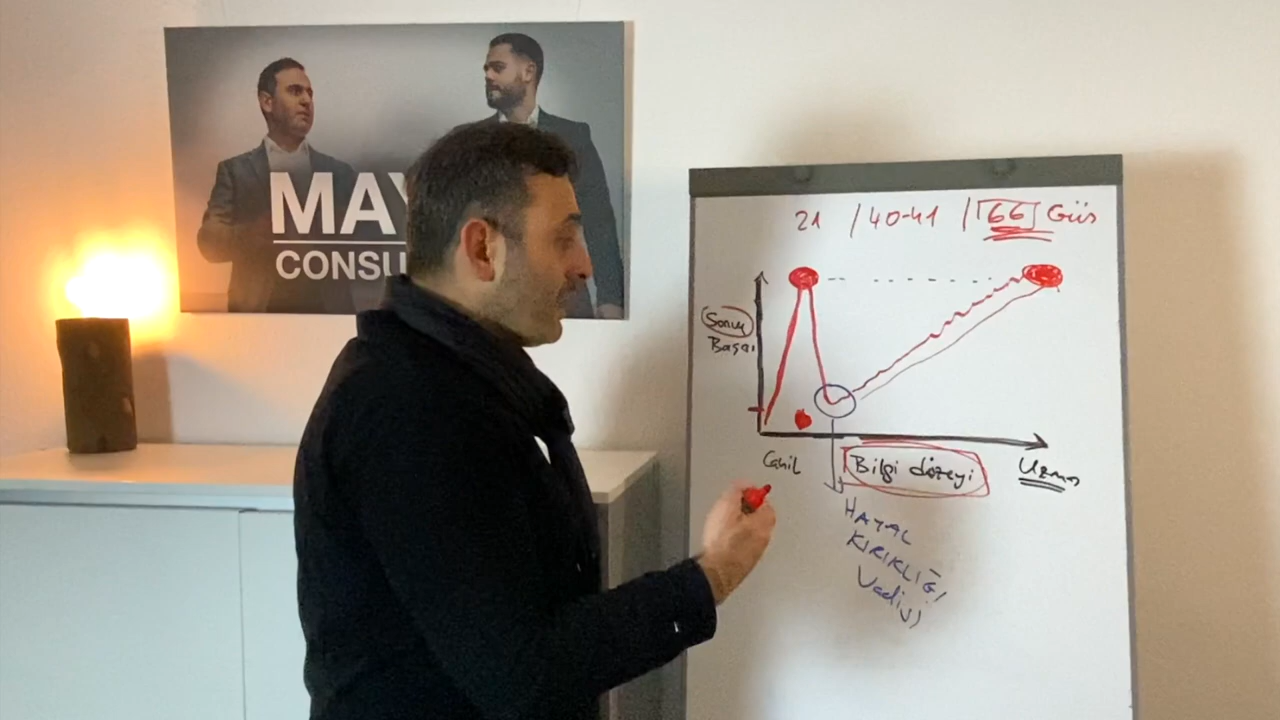 MAY
CONSU
21 / 40-41 / 66 Gün
Sonuç
Başarı
Cahil
Bilgi düzeyi
Uzman
HAYAL
KIRIKLIĞI
Vadisi